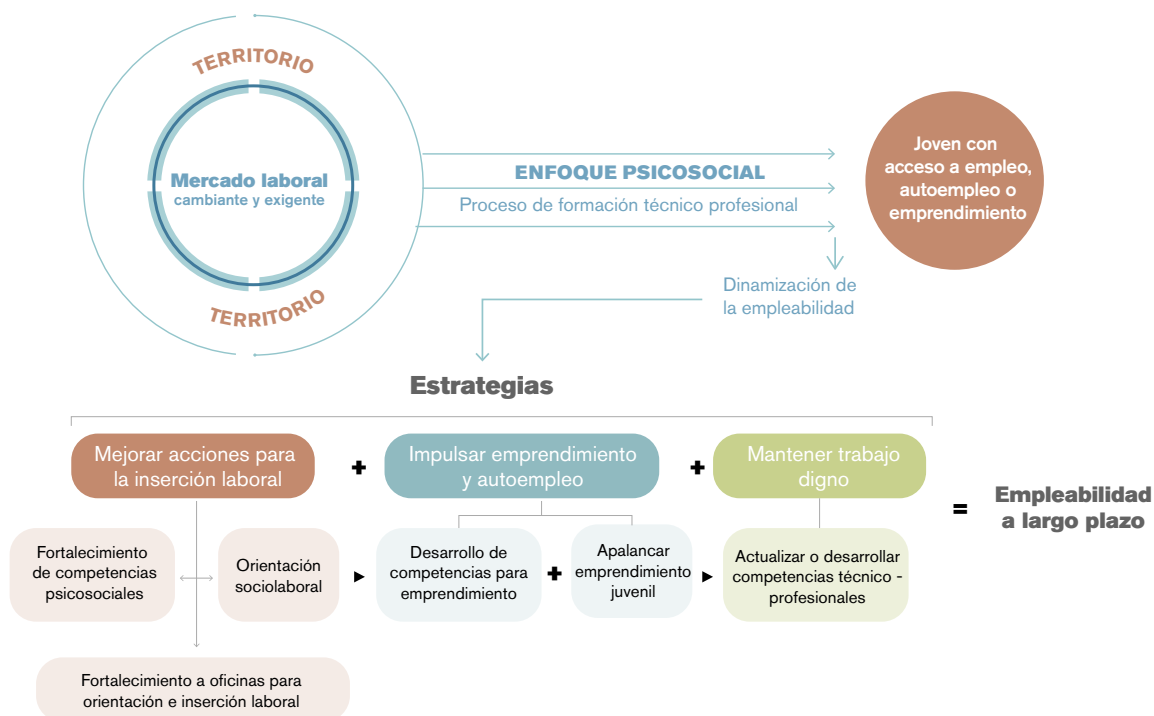 TERRITORIO
Mercado laboral
cambiante y exigente
TERRITORIO
ENFOQUE PSICOSOCIAL
Proceso de formación técnico profesional
Joven con
acceso a empleo,
autoempleo o
emprendimiento
Dinamización de
la empleabilidad
Estrategias
Mejorar acciones para
la inserción laboral
+
Impulsar emprendimiento
y autoempleo
+
Mantener trabajo
digno
=
Empleabilidad
a largo plazo
Fortalecimiento
de competencias
psicosociales
Orientación
sociolaboral
Desarrollo de
competencias para
emprendimiento
+
Apalancar
emprendimiento
juvenil
Actualizar o desarrollar
competencias técnico -
profesionales
Fortalecimiento a oficinas para
orientación e inserción laboral